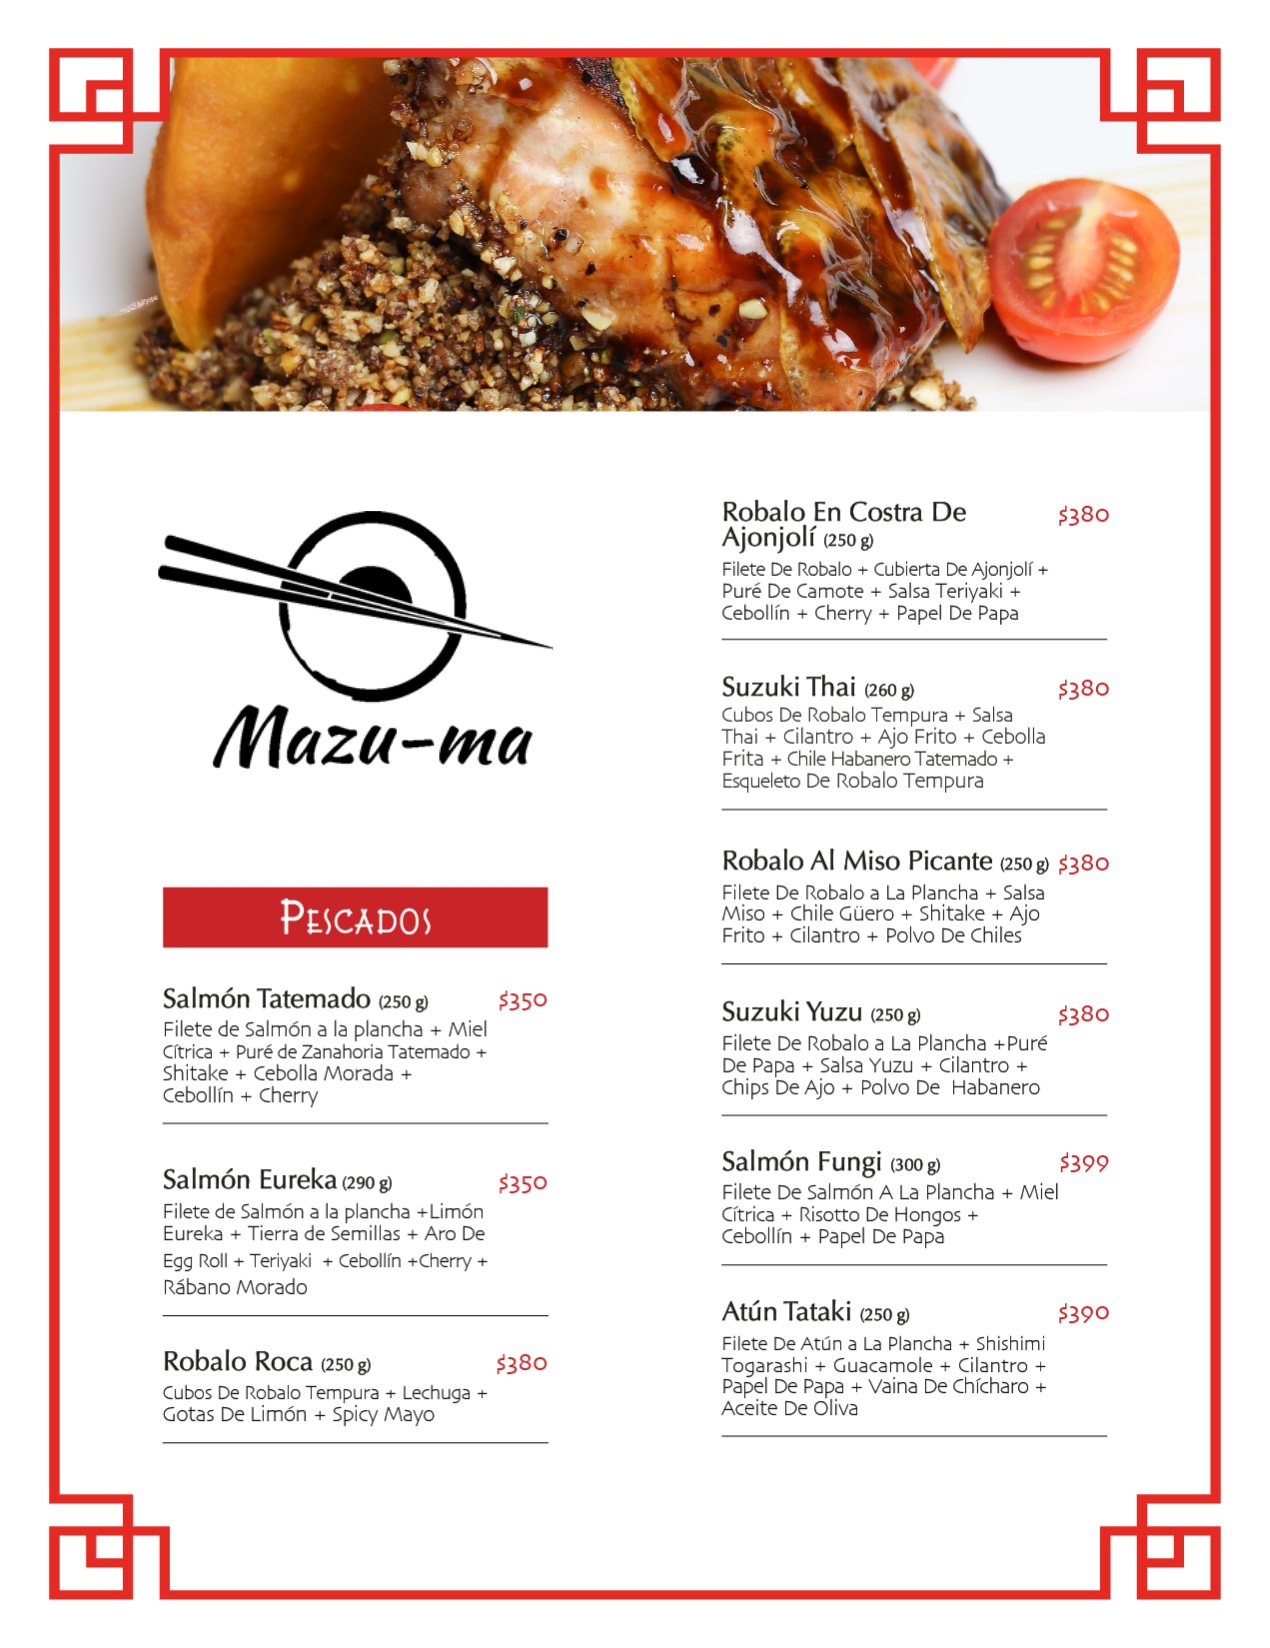 Mazu-ma
PESCADOS
Salmón Tatemado (250 g) $350
Filete de Salmón a la plancha + Miel
Cítrica + Puré de Zanahoria Tatemado +
Shitake + Cebolla Morada +
Cebollín + Cherry
Salmón Eureka (290 g) $350
Filete de Salmón a la plancha +Limón
Eureka + Tierra de Semillas + Aro De
Egg Roll + Teriyaki + Cebollín +Cherry +
Rábano Morado
Robalo Roca (250 g) $380
Cubos De Robalo Tempura + Lechuga +
Gotas De Limón + Spicy Mayo
Robalo En Costra De $380
Ajonjolí (250 g)
Filete De Robalo + Cubierta De Ajonjolí +
Puré De Camote + Salsa Teriyaki +
Cebollín + Cherry + Papel De Papa
Suzuki Thai (260 g) $380
Cubos De Robalo Tempura + Salsa
Thai + Cilantro + Ajo Frito + Cebolla
Frita + Chile Habanero Tatemado +
Esqueleto De Robalo Tempura
Robalo Al Miso Picante (250 g) $380
Filete De Robalo a La Plancha + Salsa
Miso + Chile Güero + Shitake + Ajo
Frito + Cilantro + Polvo De Chiles
Suzuki Yuzu (250 g) $380
Filete De Robalo a La Plancha +Puré
De Papa + Salsa Yuzu + Cilantro +
Chips De Ajo + Polvo De Habanero
Salmón Fungi (300 g) $399
Filete De Salmón A La Plancha + Miel
Cítrica + Risotto De Hongos +
Cebollín + Papel De Papa
Atún Tataki (250 g) $390
Filete De Atún a La Plancha + Shishimi
Togarashi + Guacamole + Cilantro +
Papel De Papa + Vaina De Chícharo +
Aceite De Oliva